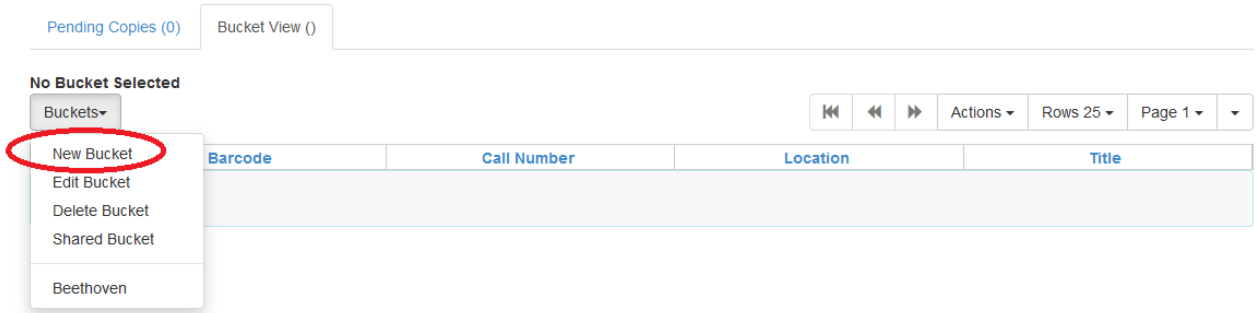 Pending Copies (0) Bucket View ()
No Bucket Selected
Buckets Actions Rows 25 Page 1
New Bucket
Barcode Call Number Location Title
Edit Bucket
Delete Bucket
Shared Bucket
Beethoven